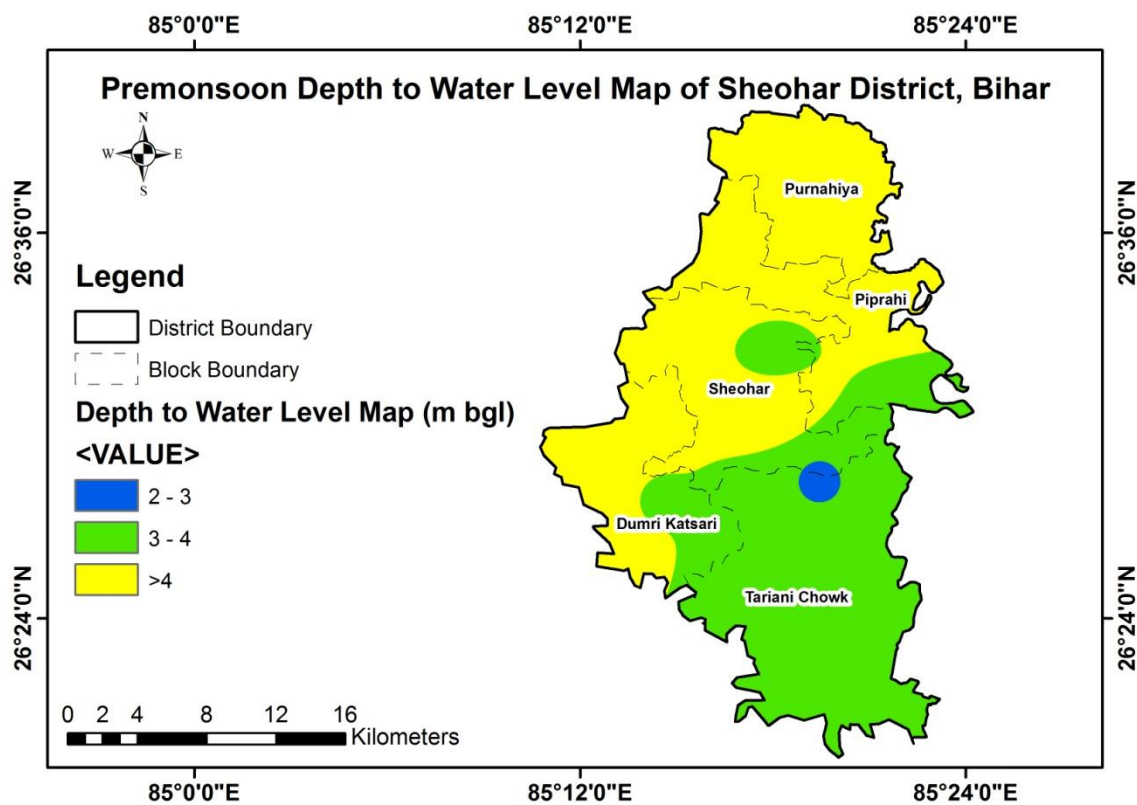 85°0'0"E 85°12'0"E 85°24'0"E
Premonsoon Depth to Water Level Map of Sheohar District, Bihar
N
W E
S
Purnahiya
26°36'0"N 26°36'0"N
Legend
Piprahi
District Boundary
Block Boundary
Sheohar
Depth to Water Level Map (m bgl)
<VALUE>
2 - 3
3 - 4
>4
Dumri Katsari
Tariani Chowk
26°24'0"N 26°24'0"N
0 2 4 8 12 16
Kilometers
85°0'0"E 85°12'0"E 85°24'0"E